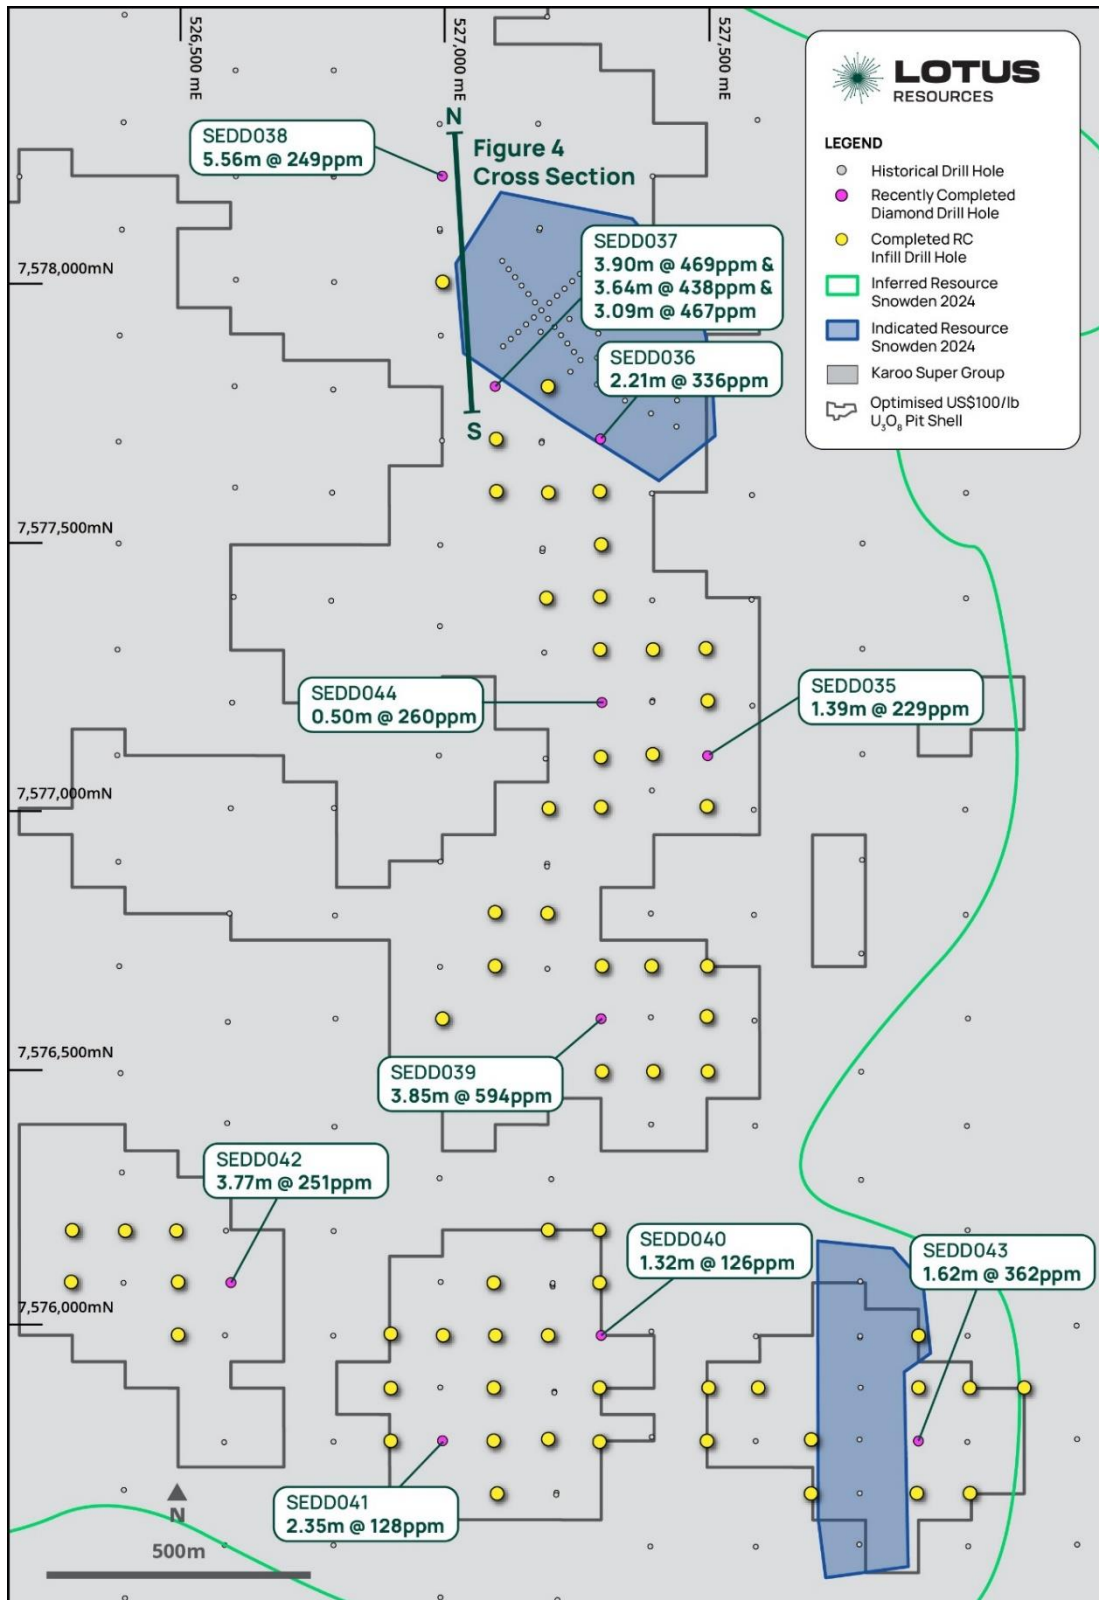 526,500 mE
527,000 mE
527,500 mE
LOTUS
RESOURCES
LEGEND
Historical Drill Hole
Recently Completed
Diamond Drill Hole
Completed RC
Infill Drill Hole
Inferred Resource
Snowden 2024
Indicated Resource
Snowden 2024
Karoo Super Group
Optimised US$100/lb
U₃O₈ Pit Shell
N
Figure 4
Cross Section
S
SEDD038
5.56m @ 249ppm
SEDD037
3.90m @ 469ppm &
3.64m @ 438ppm &
3.09m @ 467ppm
7,578,000mN
SEDD036
2.21m @ 336ppm
7,577,500mN
SEDD044
0.50m @ 260ppm
SEDD035
1.39m @ 229ppm
7,577,000mN
7,576,500mN
SEDD039
3.85m @ 594ppm
SEDD042
3.77m @ 251ppm
SEDD040
1.32m @ 126ppm
SEDD043
1.62m @ 362ppm
7,576,000mN
SEDD041
2.35m @ 128ppm
N
500m